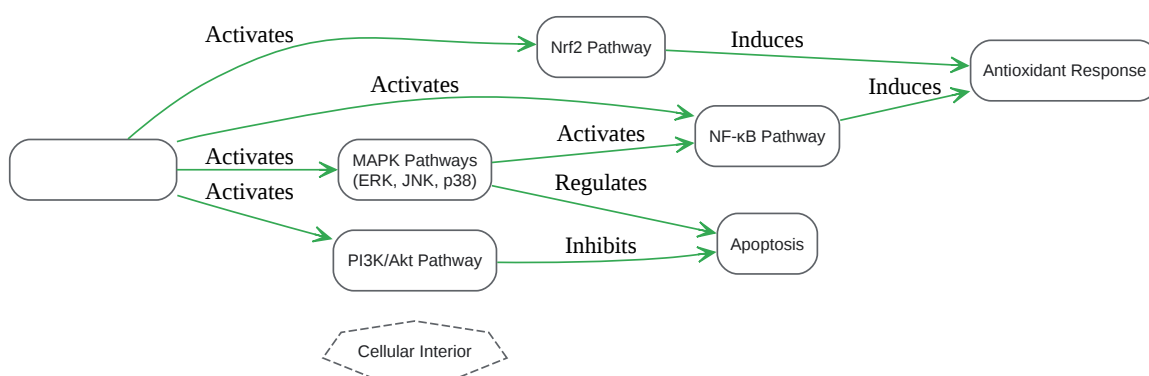 Activates
Nrf2 Pathway
Induces
Antioxidant Response
Activates
Induces
NF-κB Pathway
Activates
Activates
MAPK Pathways
(ERK, JNK, p38)
Regulates
Activates
Apoptosis
Inhibits
PI3K/Akt Pathway
Cellular Interior